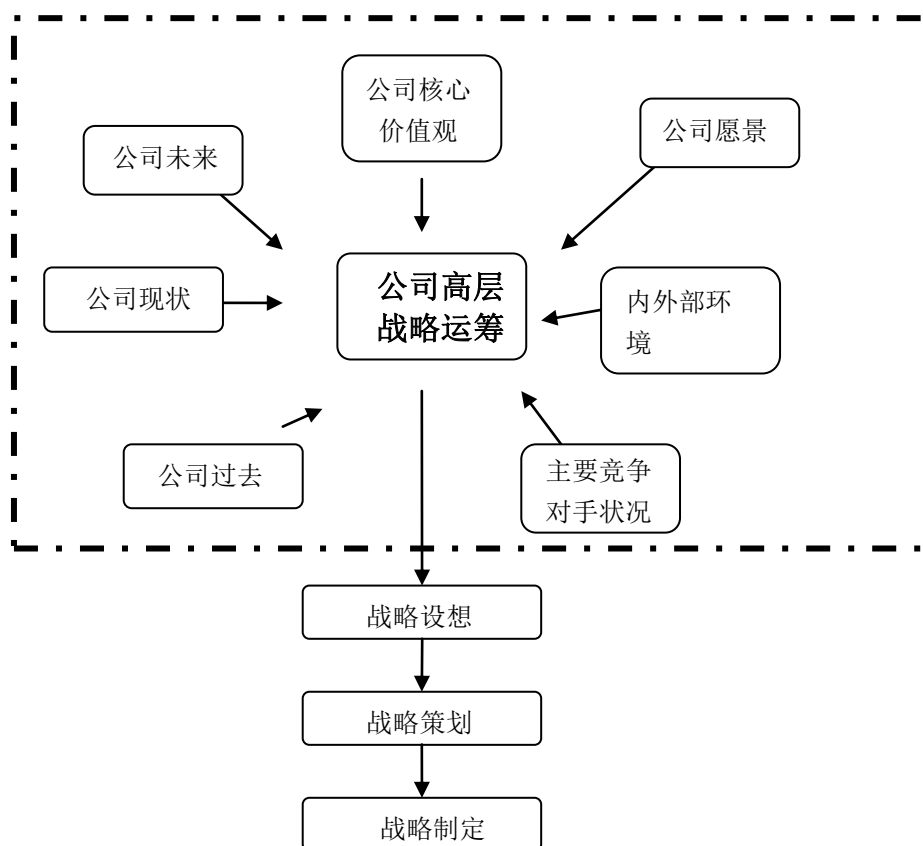 公司核心
价值观
公司愿景
公司未来
公司高层
战略运筹
公司现状
内外部环
境
公司过去
主要竞争
对手状况
战略设想
战略策划
战略制定